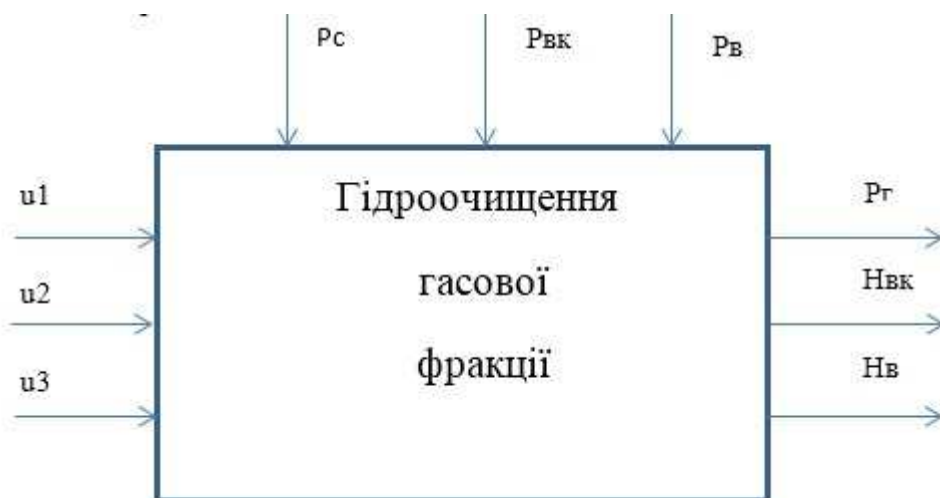 Рс Рвк Рв
u1 Гідроочищення Рг
u2 гасової Нвк
u3 фракції Нв